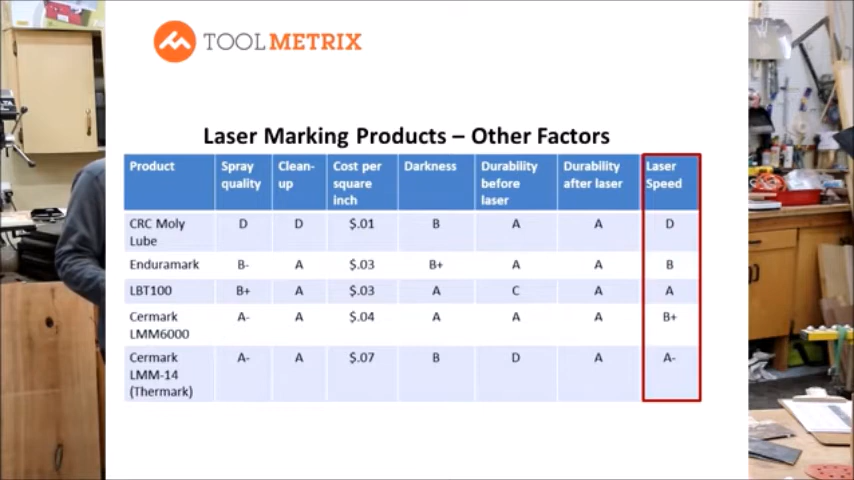 TOOLMETRIX
Laser Marking Products – Other Factors
Product Spray quality Clean-up Cost per square inch Darkness Durability before laser Durability after laser Laser Speed
CRC Moly Lube D D $.01 B A A D
Enduramark B- A $.03 B+ A A B
LBT100 B+ A $.03 A C A A
Cermark LMM6000 A- A $.04 A A A B+
Cermark LMM-14 (Thermark) A- A $.07 B D A A-